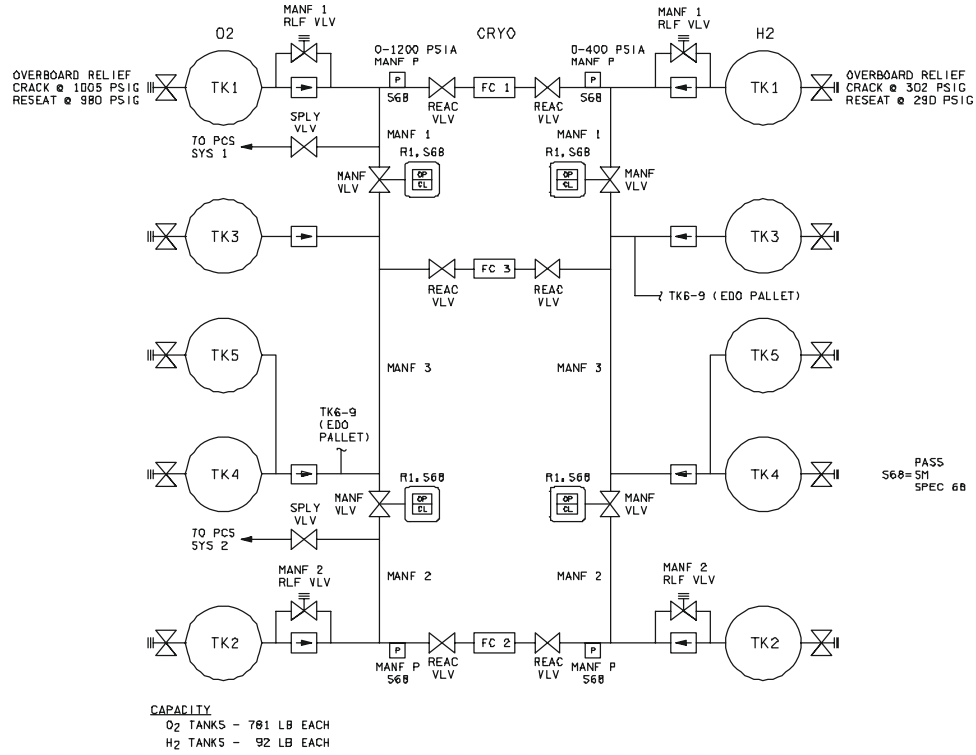 O2
CRYO
H2
MANF 1
RLF VLV
MANF 1
RLF VLV
0-1200 PSIA
MANF P
0-400 PSIA
MANF P
OVERBOARD RELIEF
CRACK @ 1005 PSIG
RESEAT @ 980 PSIG
TK1
P
S68
FC 1
P
S68
TK1
OVERBOARD RELIEF
CRACK @ 302 PSIG
RESEAT @ 290 PSIG
REAC
VLV
REAC
VLV
SPLY
VLV
TO PCS
SYS 1
MANF 1
MANF 1
MANF
VLV
R1, S68
OP
CL
R1, S68
OP
CL
MANF
VLV
TK3
TK3
FC 3
REAC
VLV
REAC
VLV
TK6-9 (EDO PALLET)
TK5
TK5
MANF 3
MANF 3
TK6-9
(EDO
PALLET)
TK4
TK4
PASS
S68=SM
SPEC 68
MANF
VLV
R1, S68
OP
CL
R1, S68
OP
CL
MANF
VLV
SPLY
VLV
TO PCS
SYS 2
MANF 2
MANF 2
MANF 2
RLF VLV
MANF 2
RLF VLV
TK2
P
MANF P
S68
FC 2
P
MANF P
S68
TK2
REAC
VLV
REAC
VLV
CAPACITY
O2 TANKS - 781 LB EACH
H2 TANKS - 92 LB EACH